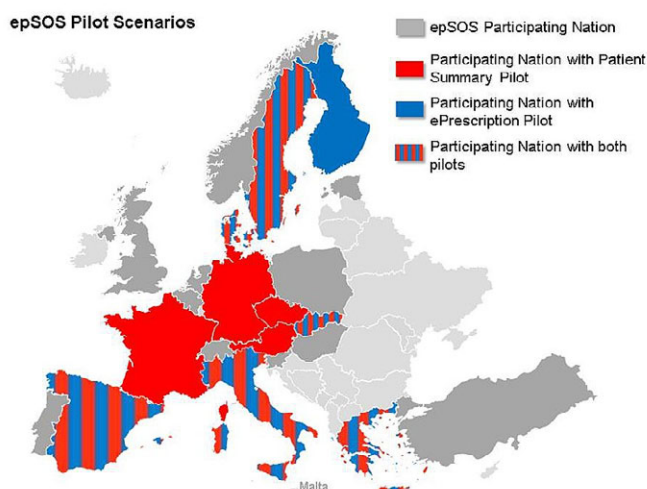 epSOS Pilot Scenarios
epSOS Participating Nation
Participating Nation with Patient
Summary Pilot
Participating Nation with
ePrescription Pilot
Participating Nation with both
pilots
Malta